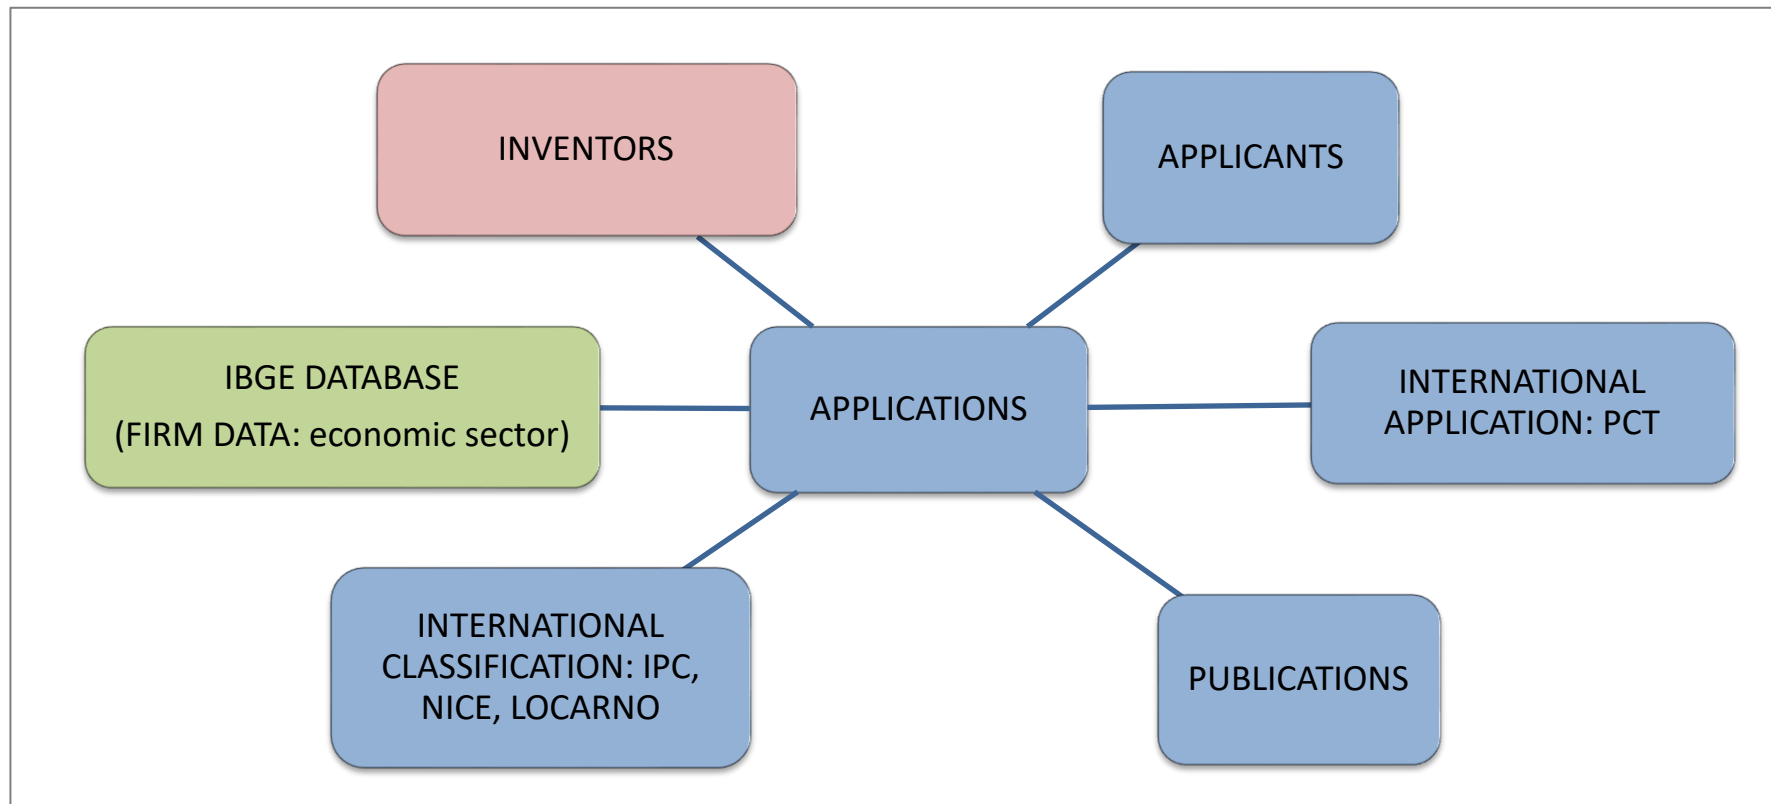 INVENTORS
APPLICANTS
IBGE DATABASE
(FIRM DATA: economic sector)
APPLICATIONS
INTERNATIONAL
APPLICATION: PCT
INTERNATIONAL
CLASSIFICATION: IPC,
NICE, LOCARNO
PUBLICATIONS